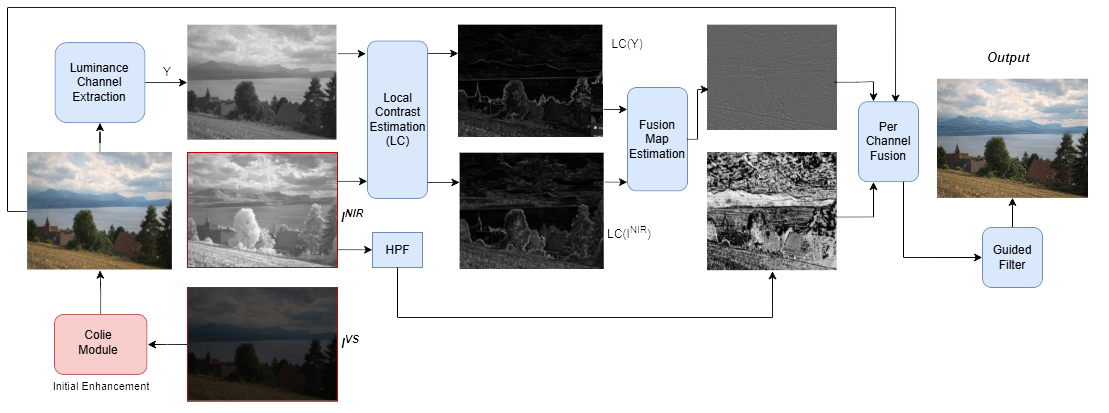 Luminance
Channel
Extraction
Y
Local
Contrast
Estimation
(LC)
LC(Y)
Fusion
Map
Estimation
Per
Channel
Fusion
Output
I^NIR
HPF
LC(I^NIR)
Guided
Filter
Colie
Module
I^VS
Initial Enhancement